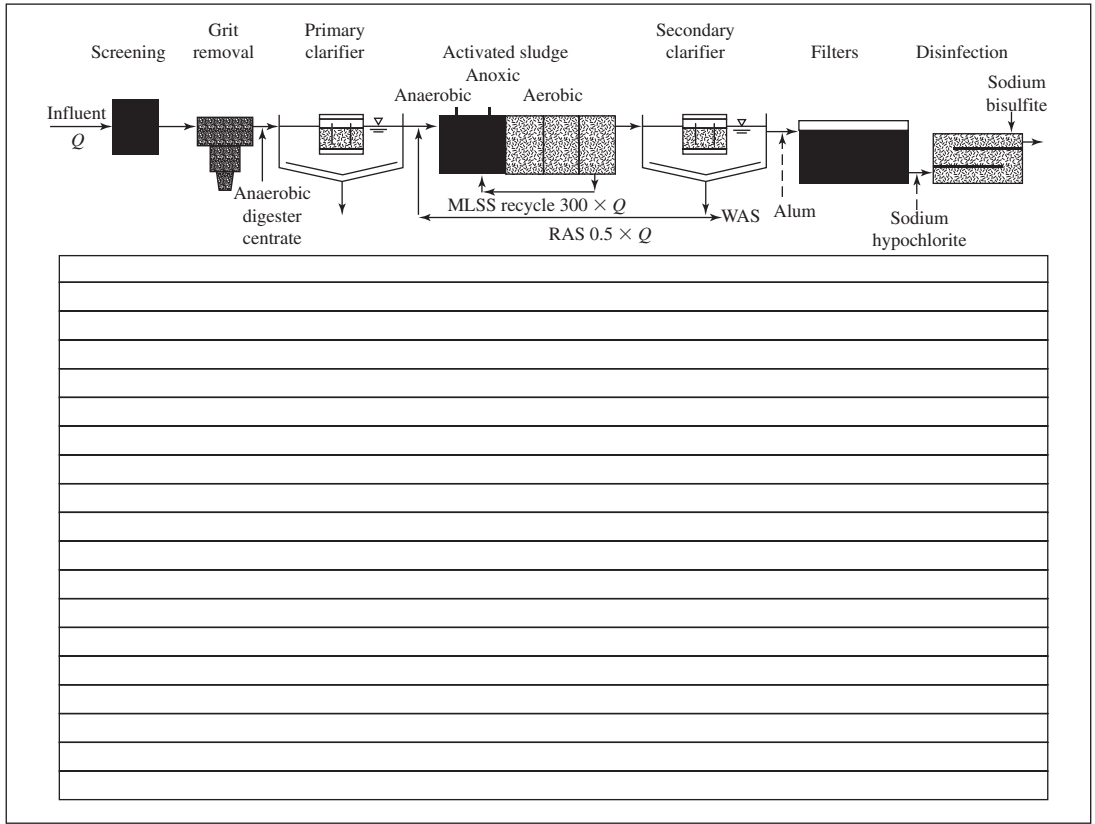 Screening
Grit
removal
Primary
clarifier
Activated sludge
Anoxic
Anaerobic
Aerobic
Secondary
clarifier
Filters
Disinfection
Sodium
bisulfite
Influent
Q
Anaerobic
digester
centrate
MLSS recycle 300 × Q
RAS 0.5 × Q
WAS
Alum
Sodium
hypochlorite